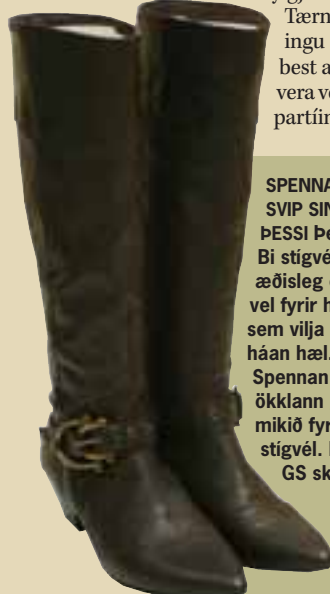 Tærn
ingu
best a
vera ve
partíin
SPENNA
SVIP SIN
ÞESSI Þe
Bi stígvé
æðisleg
vel fyrir h
sem vilja
háan hæl.
Spennan
ökklann
mikið fyr
stígvél.
GS sk